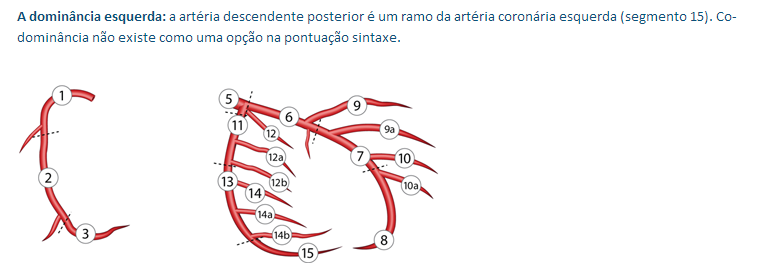 A dominância esquerda: a artéria descendente posterior é um ramo da artéria coronária esquerda (segmento 15). Co-
dominância não existe como uma opção na pontuação sintaxe.
1
2
3
5
6
9
11
12
9a
12a
7
10
13
12b
10a
14
14a
14b
8
15